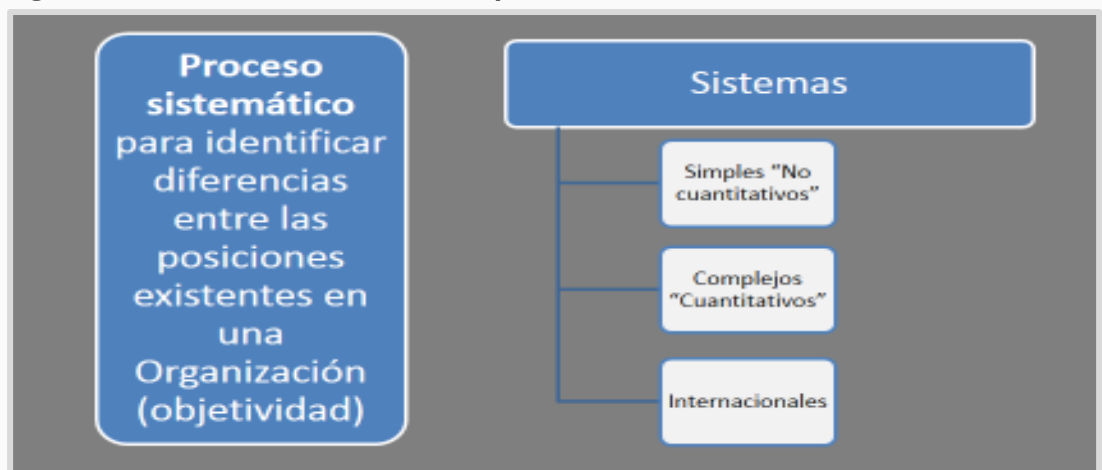 Proceso
sistemático
para identificar
diferencias
entre las
posiciones
existentes en
una
Organización
(objetividad)
Sistemas
Simples "No
cuantitativos"
Complejos
"Cuantitativos"
Internacionales